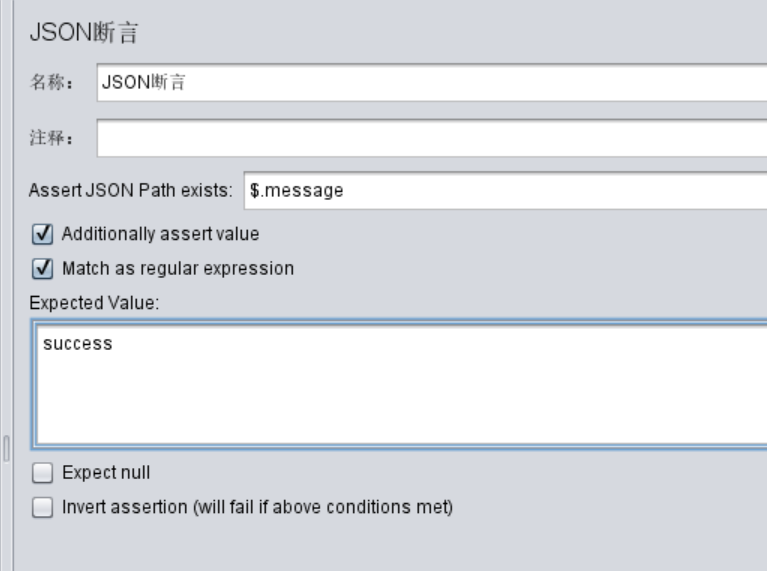 JSON断言
名称： JSON断言
注释：
Assert JSON Path exists: $.message
Additionally assert value
Match as regular expression
Expected Value:
success
Expect null
Invert assertion (will fail if above conditions met)